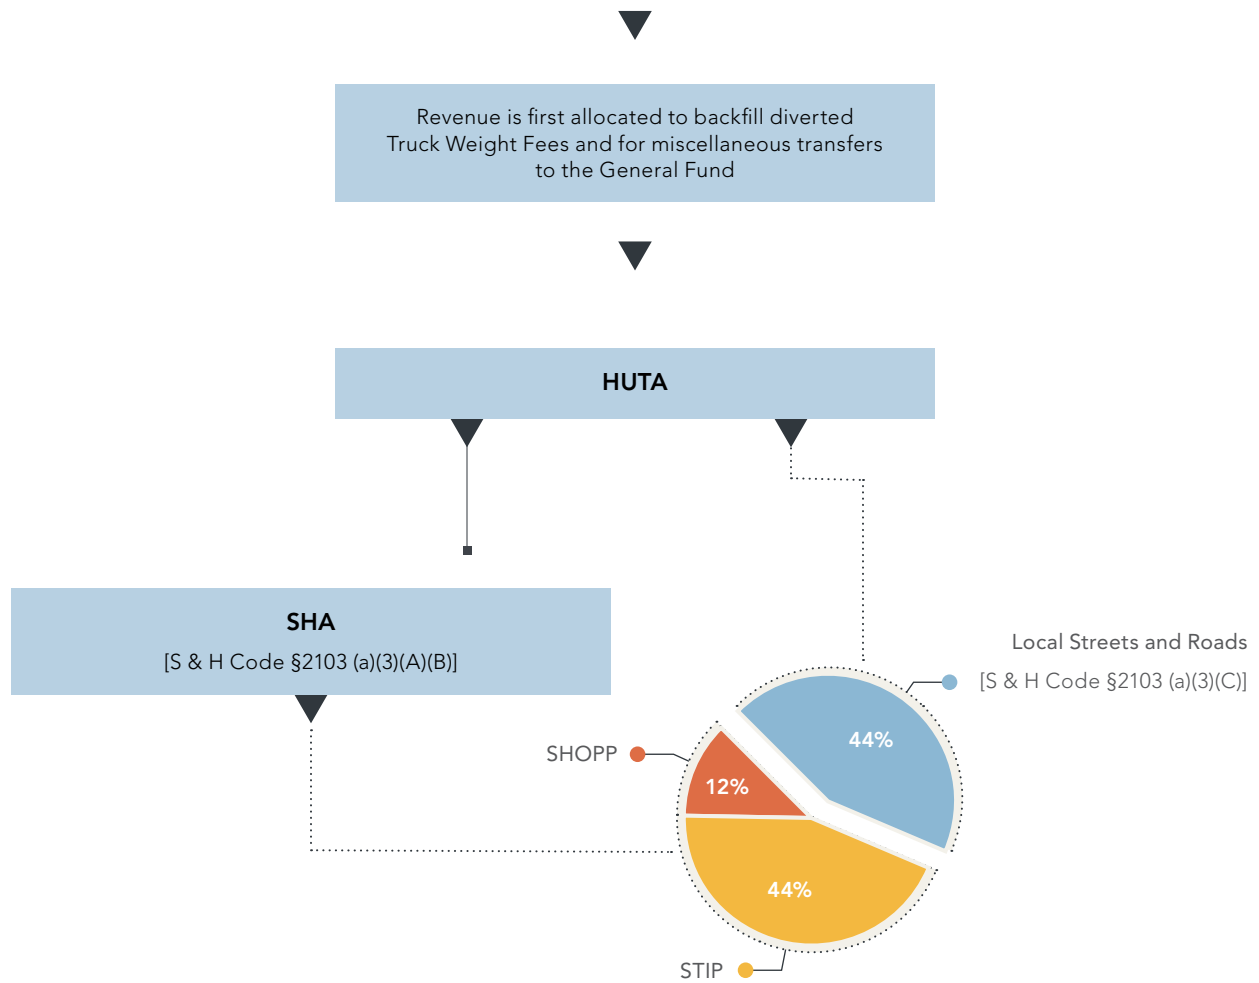 Revenue is first allocated to backfill diverted
Truck Weight Fees and for miscellaneous transfers
to the General Fund
HUTA
SHA
[S & H Code §2103 (a)(3)(A)(B)]
Local Streets and Roads
[S & H Code §2103 (a)(3)(C)]
44%
SHOPP
12%
44%
STIP